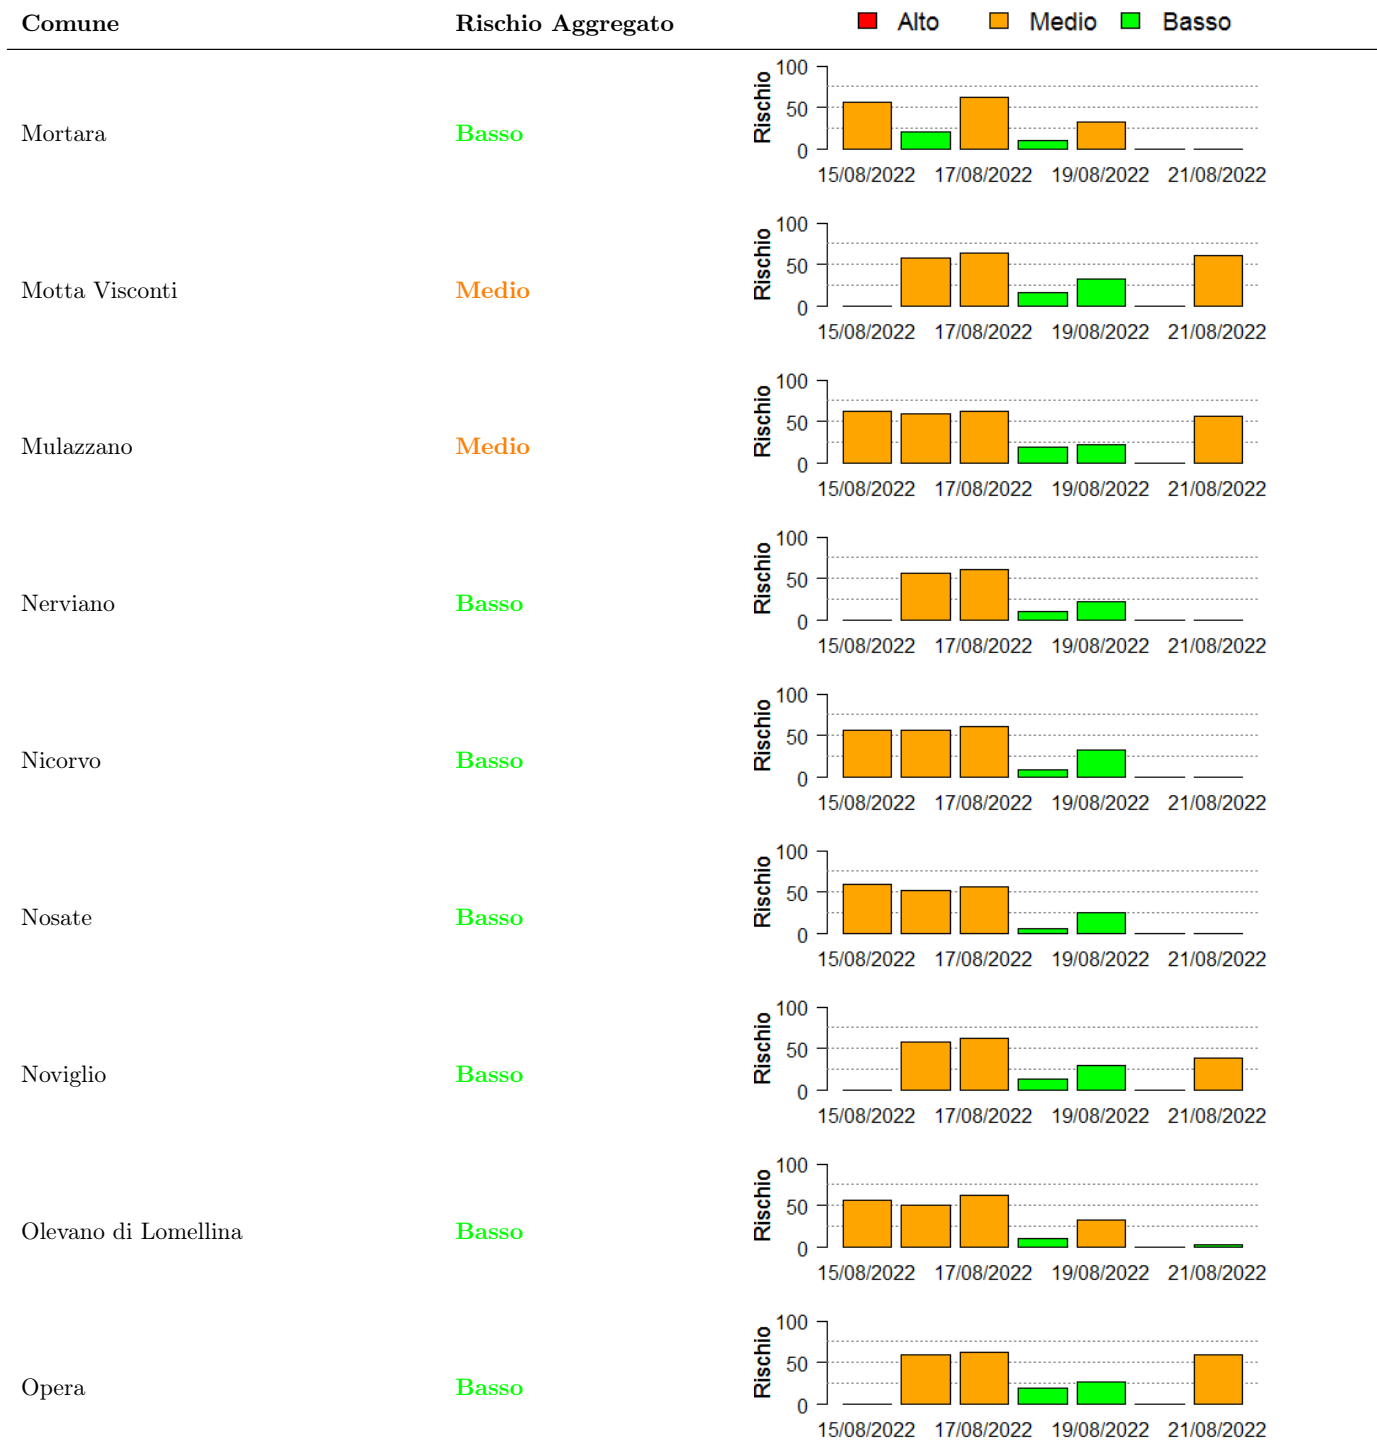 Comune Rischio Aggregato Alto Medio Basso
Mortara Basso
Rischio
100
50
0
15/08/2022 17/08/2022 19/08/2022 21/08/2022
Motta Visconti Medio
Rischio
100
50
0
15/08/2022 17/08/2022 19/08/2022 21/08/2022
Mulazzano Medio
Rischio
100
50
0
15/08/2022 17/08/2022 19/08/2022 21/08/2022
Nerviano Basso
Rischio
100
50
0
15/08/2022 17/08/2022 19/08/2022 21/08/2022
Nicorvo Basso
Rischio
100
50
0
15/08/2022 17/08/2022 19/08/2022 21/08/2022
Nosate Basso
Rischio
100
50
0
15/08/2022 17/08/2022 19/08/2022 21/08/2022
Noviglio Basso
Rischio
100
50
0
15/08/2022 17/08/2022 19/08/2022 21/08/2022
Olevano di Lomellina Basso
Rischio
100
50
0
15/08/2022 17/08/2022 19/08/2022 21/08/2022
Opera Basso
Rischio
100
50
0
15/08/2022 17/08/2022 19/08/2022 21/08/2022